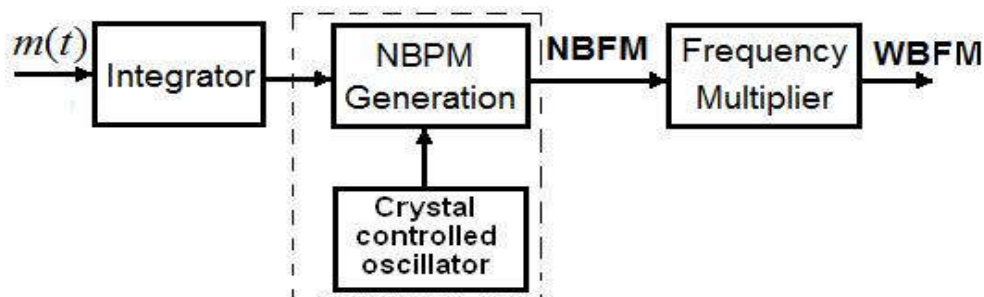 m(t)
Integrator
NBPM
Generation
NBFM
Frequency
Multiplier
WBFM
Crystal
controlled
oscillator